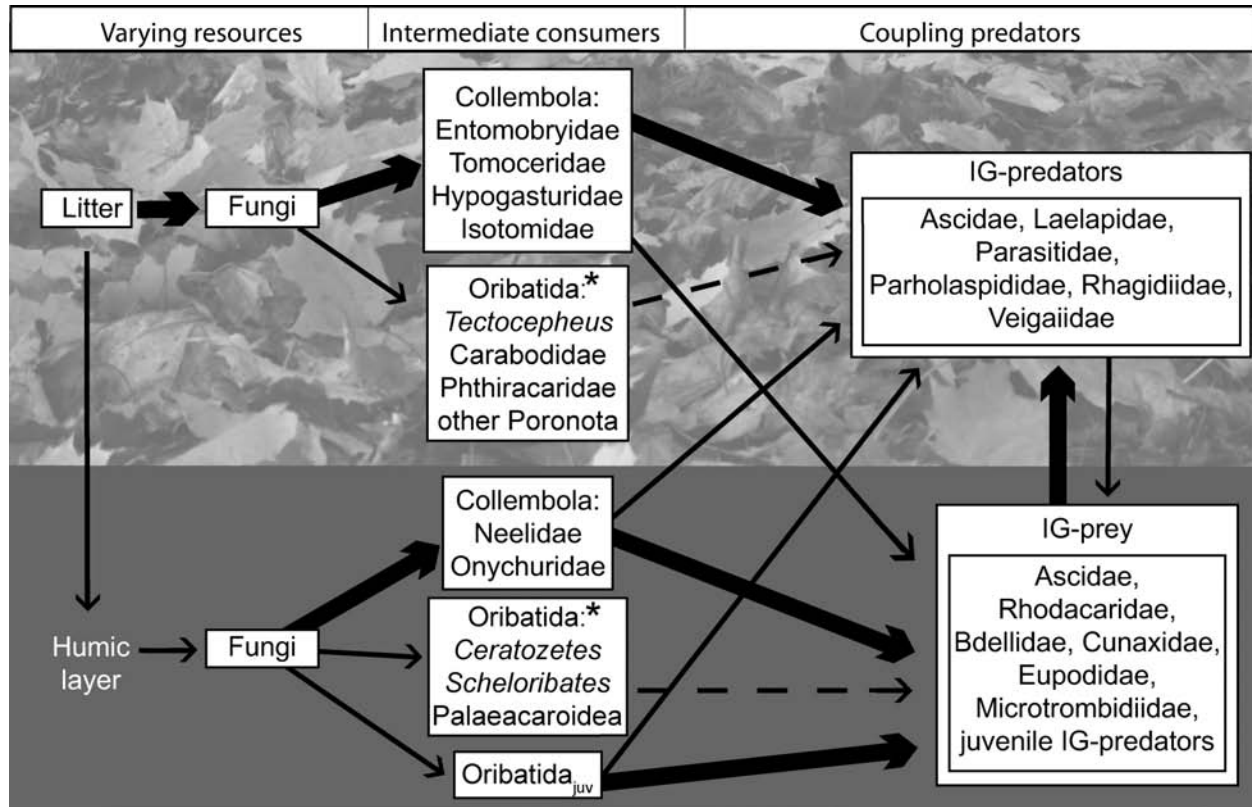 Varying resources
Intermediate consumers
Coupling predators
Collembola:
Entomobryidae
Tomoceridae
Hypogasturidae
Isotomidae
Litter
Fungi
Oribatida:*
Tectocepheus
Carabodidae
Phthiracaridae
other Poronota
IG-predators
Ascidae, Laelapidae,
Parasitidae,
Parholaspididae, Rhagidiidae,
Veigaiidae
Collembola:
Neelidae
Onychuridae
Humic
layer
Fungi
Oribatida:*
Ceratozetes
Scheloribates
Palaeacaroidea
Oribatidajuv
IG-prey
Ascidae,
Rhodacaridae,
Bdellidae, Cunaxidae,
Eupodidae,
Microtrombidiidae,
juvenile IG-predators